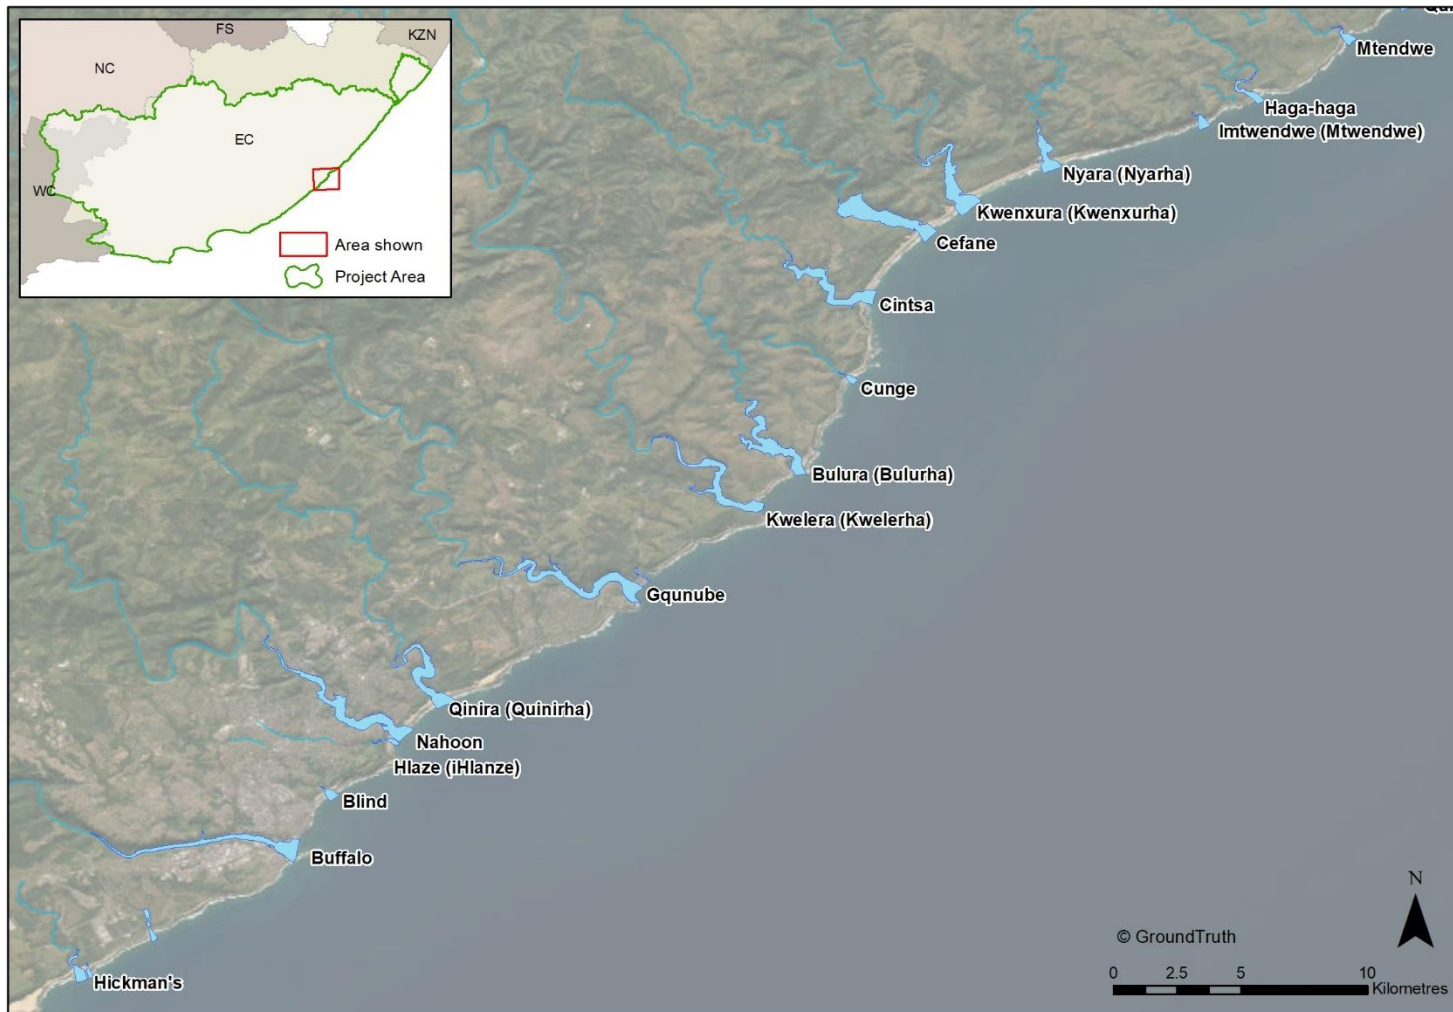 FS
KZN
NC
EC
WC
Area shown
Project Area
Mtendwe
Haga-haga
Imtwendwe (Mtwendwe)
Nyara (Nyarha)
Kwenxura (Kwenxurha)
Cefane
Cintsa
Cunge
Bulura (Bulurha)
Kwelera (Kwelerha)
Gqunube
Qinira (Quinirha)
Nahoon
Hlaze (iHlanze)
Blind
Buffalo
Hickman's
N
© GroundTruth
0 2.5 5 10
Kilometres